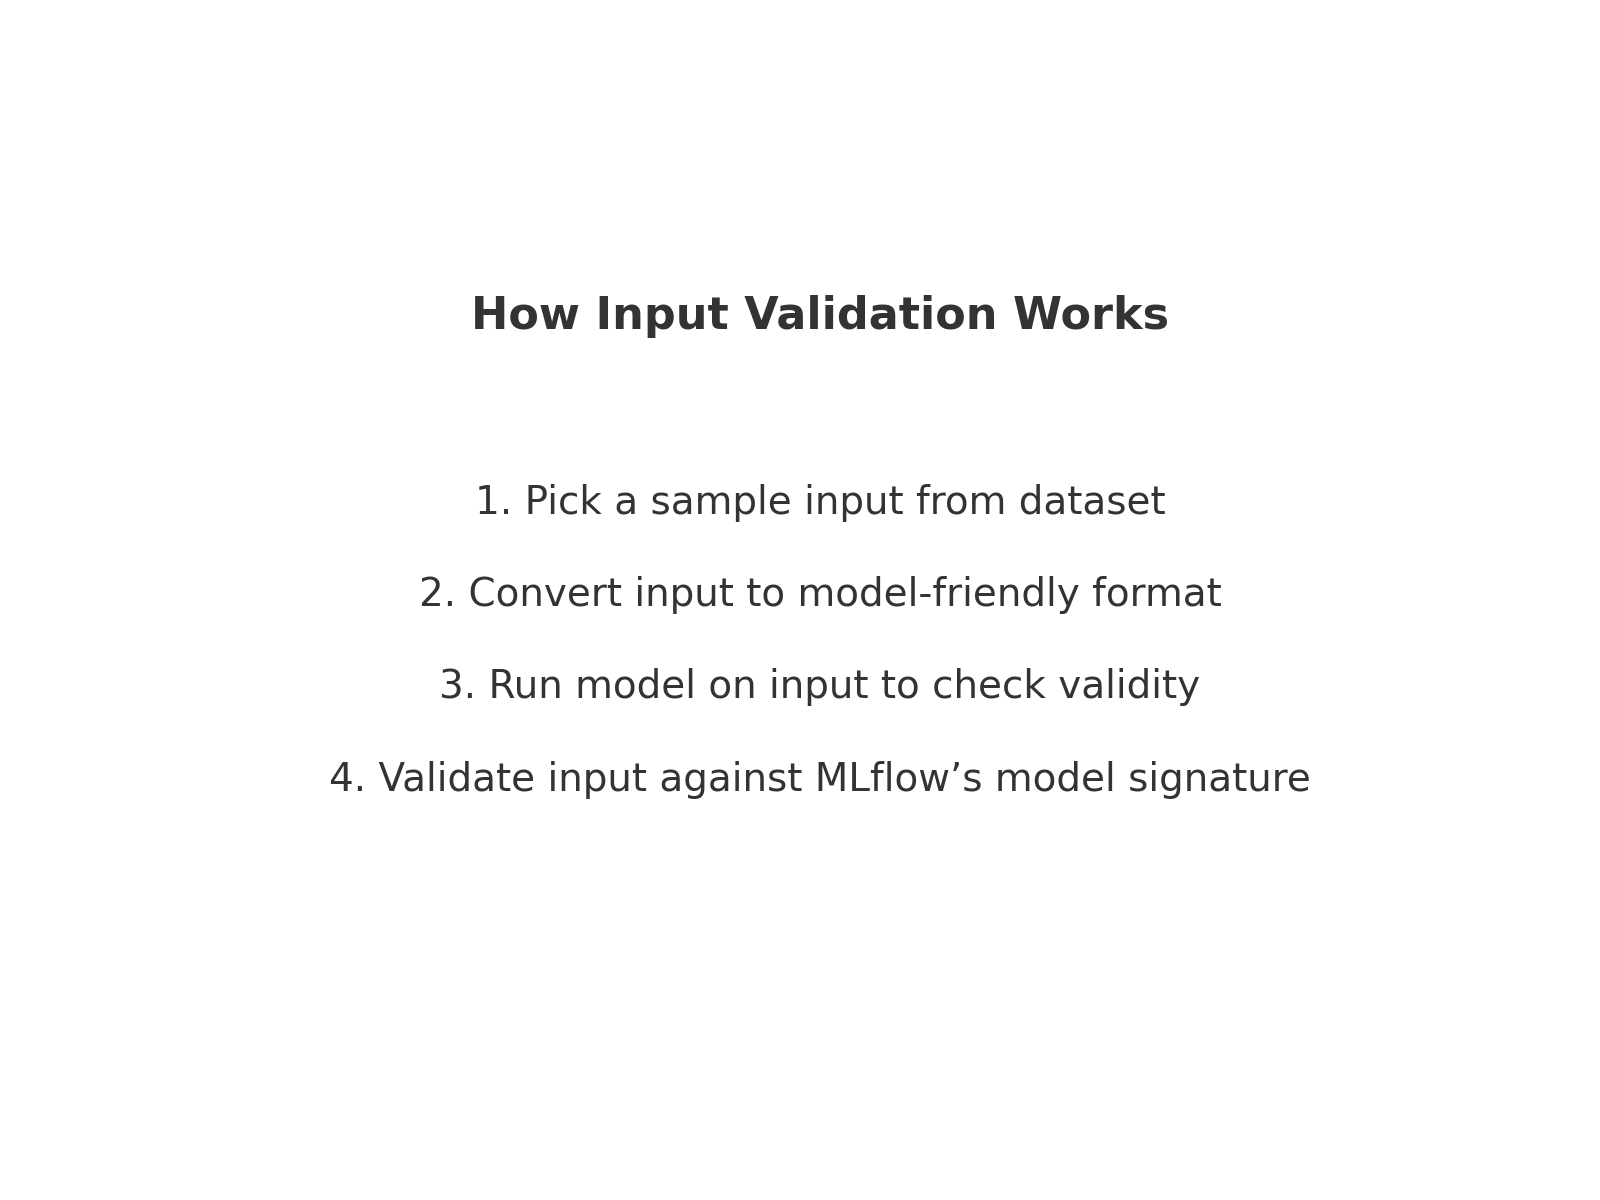 How Input Validation Works
1. Pick a sample input from dataset
2. Convert input to model-friendly format
3. Run model on input to check validity
4. Validate input against MLflow’s model signature